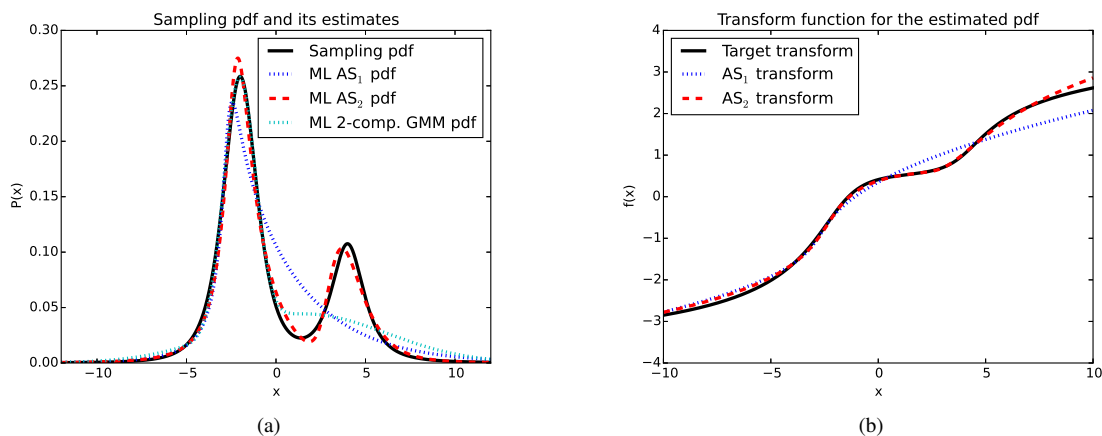 Sampling pdf and its estimates
0.30
0.25
0.20
0.15
0.10
0.05
0.00
P(x)
Sampling pdf
ML AS₁ pdf
ML AS₂ pdf
ML 2-comp. GMM pdf
−10 −5 0 5 10
x
(a)
Transform function for the estimated pdf
4
3
2
1
0
−1
−2
−3
−4
f(x)
Target transform
AS₁ transform
AS₂ transform
−10 −5 0 5 10
x
(b)